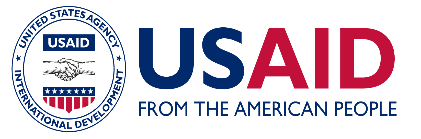 UNITED STATES AGENCY
USAID
INTERNATIONAL DEVELOPMENT
USAID
FROM THE AMERICAN PEOPLE